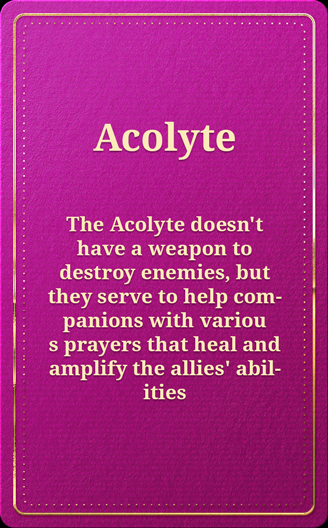 Acolyte
The Acolyte doesn't
have a weapon to
destroy enemies, but
they serve to help com-
panions with variou
s prayers that heal and
amplify the allies' abil-
ities